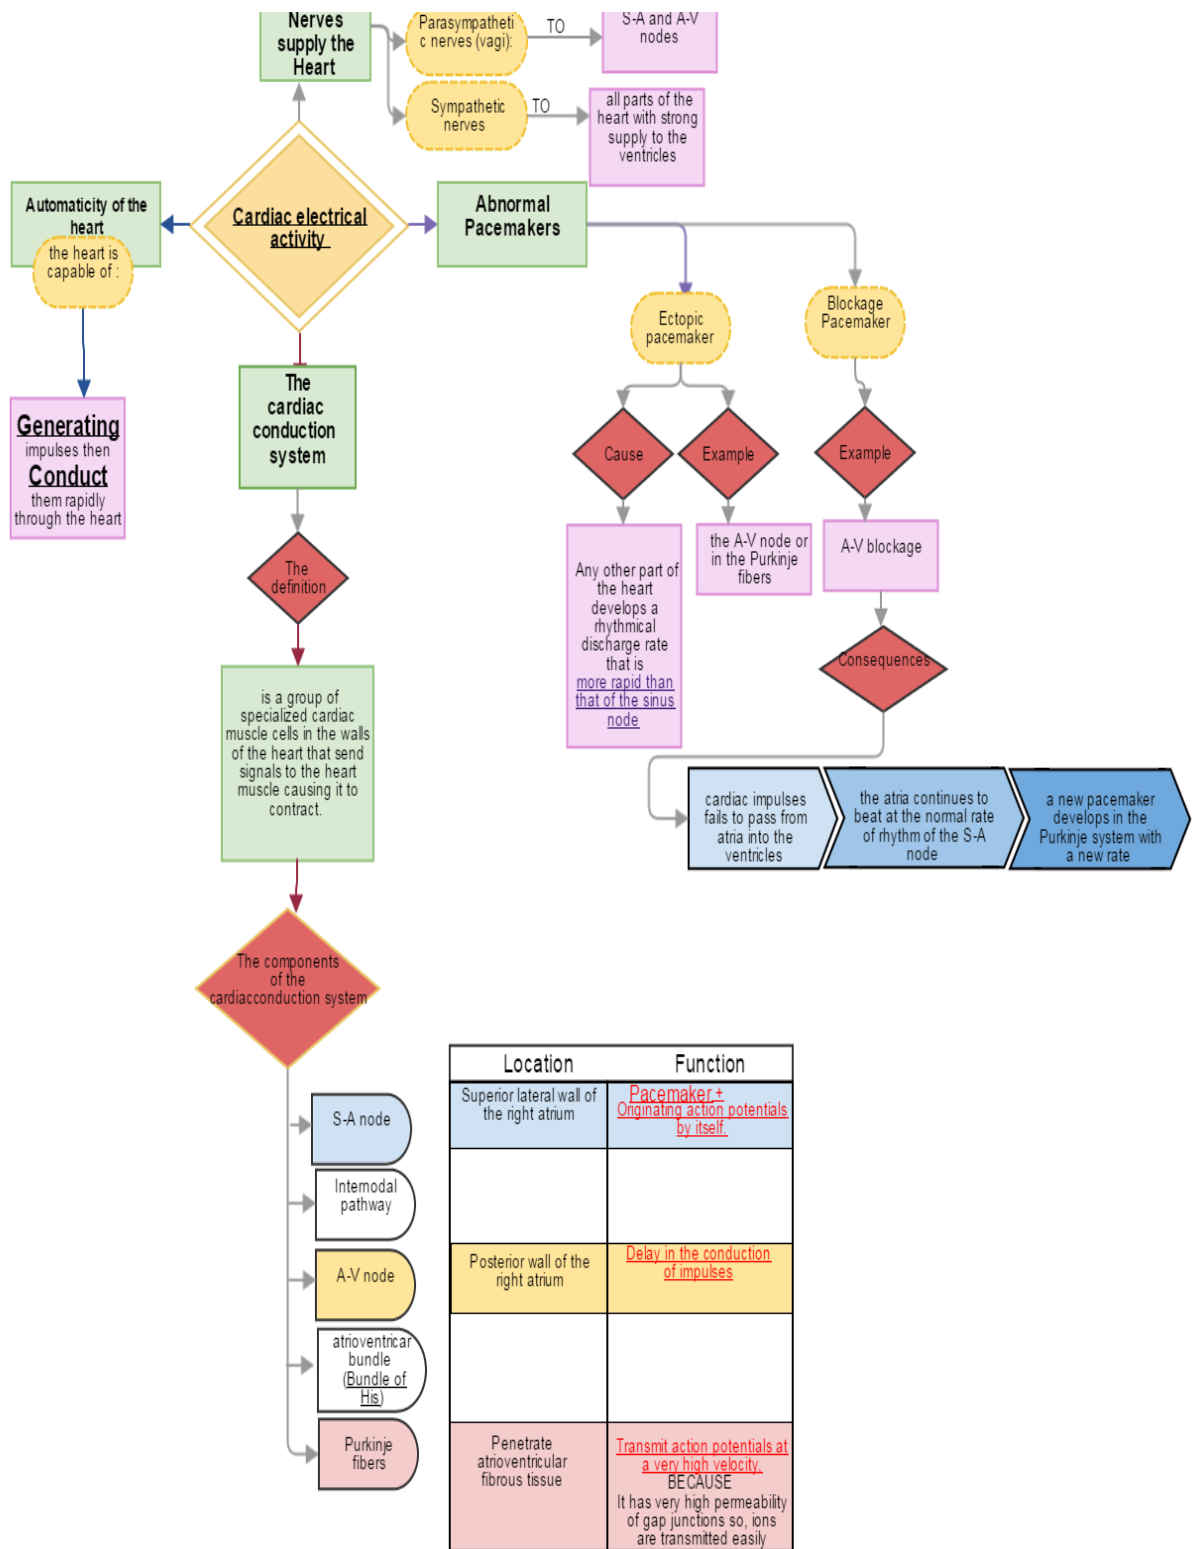 Nerves
supply the
Heart
Parasympatheti
c nerves (vagi):
TO
S-A and A-V
nodes
Sympathetic
nerves
TO
all parts of the
heart with strong
supply to the
ventricles
Automaticity of the
heart
the heart is
capable of :
Cardiac electrical
activity
Abnormal
Pacemakers
Ectopic
pacemaker
Blockage
Pacemaker
Generating
impulses then
Conduct
them rapidly
through the heart
The
cardiac
conduction
system
Cause
Example
Example
Any other part of
the heart
develops a
rhythmical
discharge rate
that is
more rapid than
that of the sinus
node
the A-V node or
in the Purkinje
fibers
A-V blockage
The
definition
Consequences
is a group of
specialized cardiac
muscle cells in the walls
of the heart that send
signals to the heart
muscle causing it to
contract.
cardiac impulses
fails to pass from
atria into the
ventricles
the atria continues to
beat at the normal rate
of rhythm of the S-A
node
a new pacemaker
develops in the
Purkinje system with
a new rate
The components
of the
cardiacconduction system
Location
Function
S-A node
Superior lateral wall of
the right atrium
Pacemaker +
Originating action potentials
by itself.
Internodal
pathway
A-V node
Posterior wall of the
right atrium
Delay in the conduction
of impulses
atrioventricar
bundle
(Bundle of
His)
Purkinje
fibers
Penetrate
atrioventricular
fibrous tissue
Transmit action potentials at
a very high velocity,
BECAUSE
It has very high permeability
of gap junctions so, ions
are transmitted easily